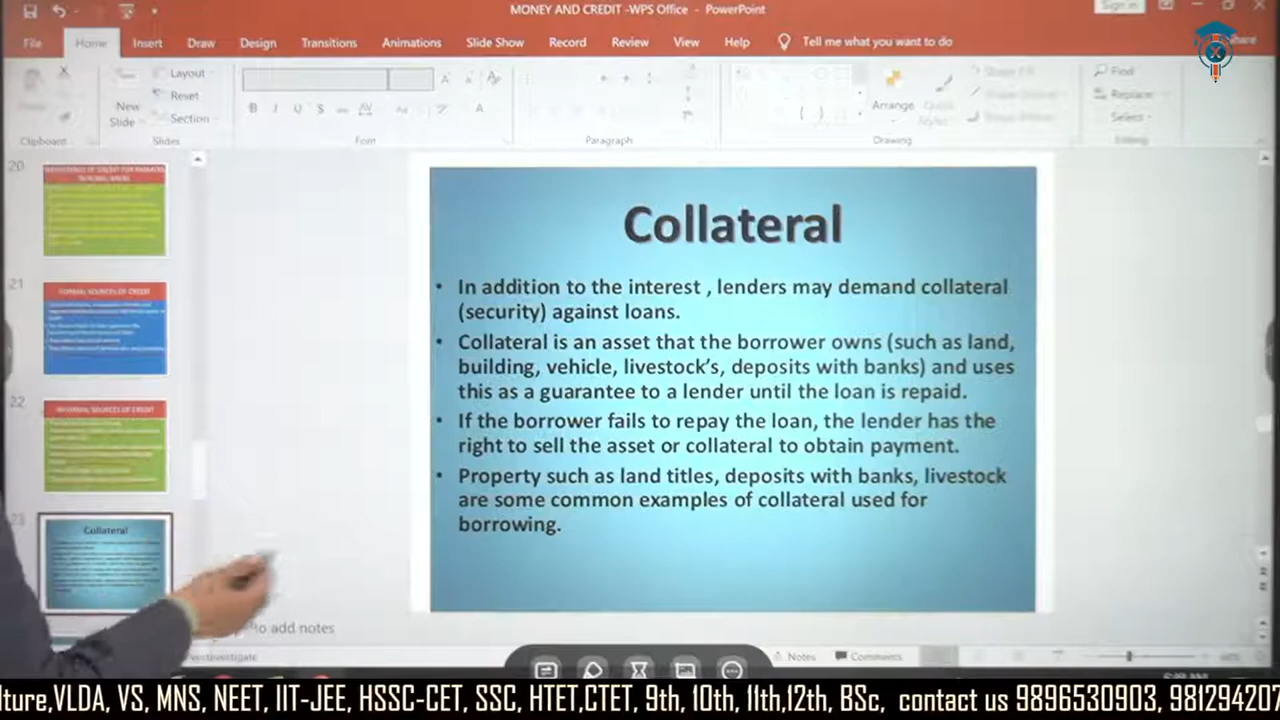 MONEY AND CREDIT -WPS Office - PowerPoint
Sign in
File Home Insert Draw Design Transitions Animations Slide Show Record Review View Help Tell me what you want to do Share
Layout
Reset
Section
New
Slide
Clipboard
Slides
B I U S
Font
Paragraph
Arrange
Drawing
Find
Replace
Select
Editing
20
21
FORMAL SOURCES OF CREDIT
22
23
Collateral
Collateral
• In addition to the interest , lenders may demand collateral
(security) against loans.
• Collateral is an asset that the borrower owns (such as land,
building, vehicle, livestock's, deposits with banks) and uses
this as a guarantee to a lender until the loan is repaid.
• If the borrower fails to repay the loan, the lender has the
right to sell the asset or collateral to obtain payment.
• Property such as land titles, deposits with banks, livestock
are some common examples of collateral used for
borrowing.
to add notes
Notes
Comments
lture,VLDA, VS, MNS, NEET, IIT-JEE, HSSC-CET, SSC, HTET,CTET, 9th, 10th, 11th,12th, BSc, contact us 9896530903, 981294207